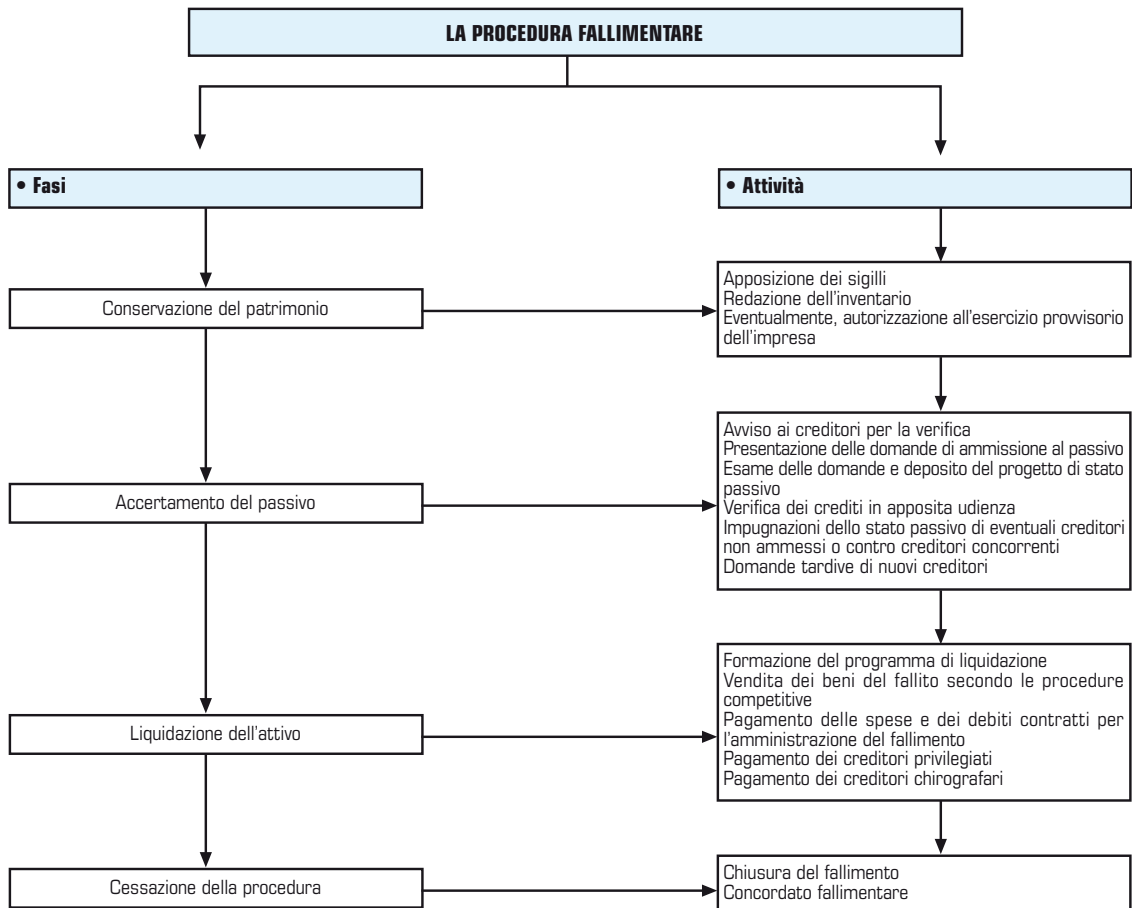 LA PROCEDURA FALLIMENTARE
• Fasi
• Attività
Conservazione del patrimonio
Apposizione dei sigilli
Redazione dell'inventario
Eventualmente, autorizzazione all'esercizio provvisorio
dell'impresa
Accertamento del passivo
Avviso ai creditori per la verifica
Presentazione delle domande di ammissione al passivo
Esame delle domande e deposito del progetto di stato
passivo
Verifica dei crediti in apposita udienza
Impugnazioni dello stato passivo di eventuali creditori
non ammessi o contro creditori concorrenti
Domande tardive di nuovi creditori
Liquidazione dell'attivo
Formazione del programma di liquidazione
Vendita dei beni del fallito secondo le procedure
competitive
Pagamento delle spese e dei debiti contratti per
l'amministrazione del fallimento
Pagamento dei creditori privilegiati
Pagamento dei creditori chirografari
Cessazione della procedura
Chiusura del fallimento
Concordato fallimentare